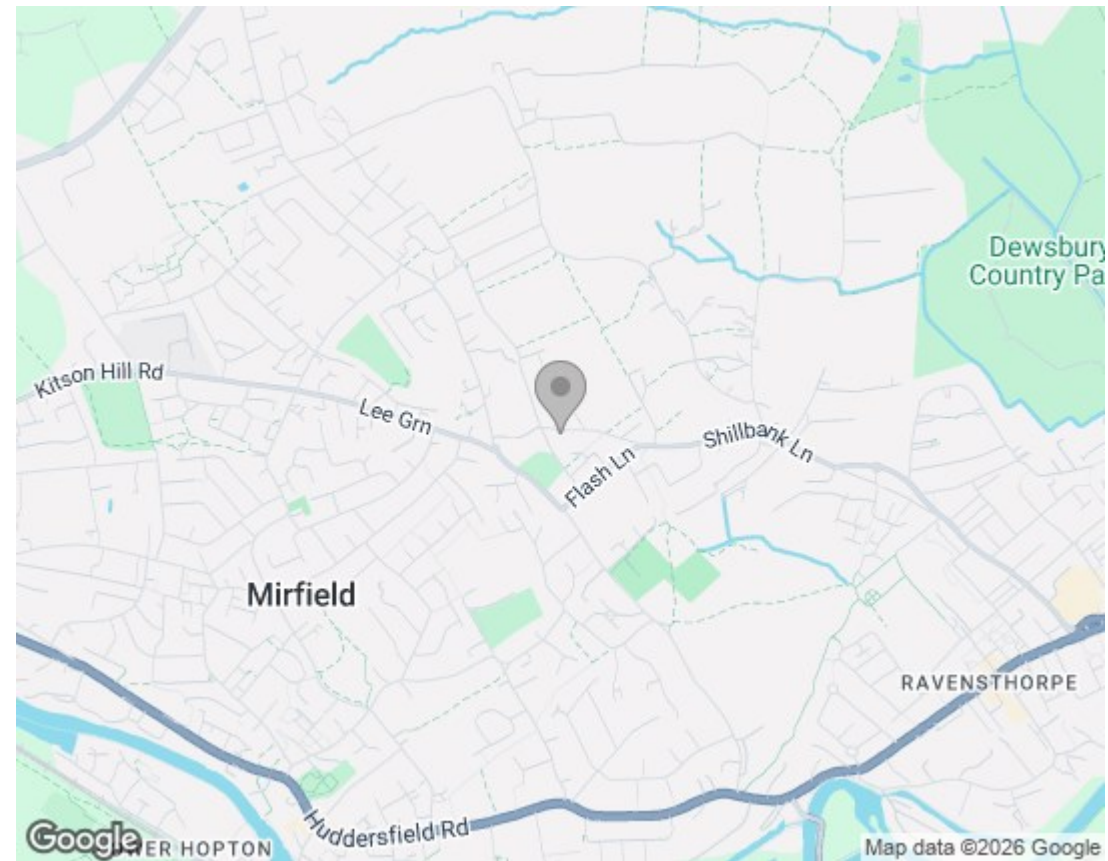 Dewsbury
Country Pa
Kitson Hill Rd
Lee Grn
Shillbank Ln
Flash Ln
Mirfield
RAVENSTHORPE
Huddersfield Rd
Google
WER HOPTON
Map data ©2026 Google